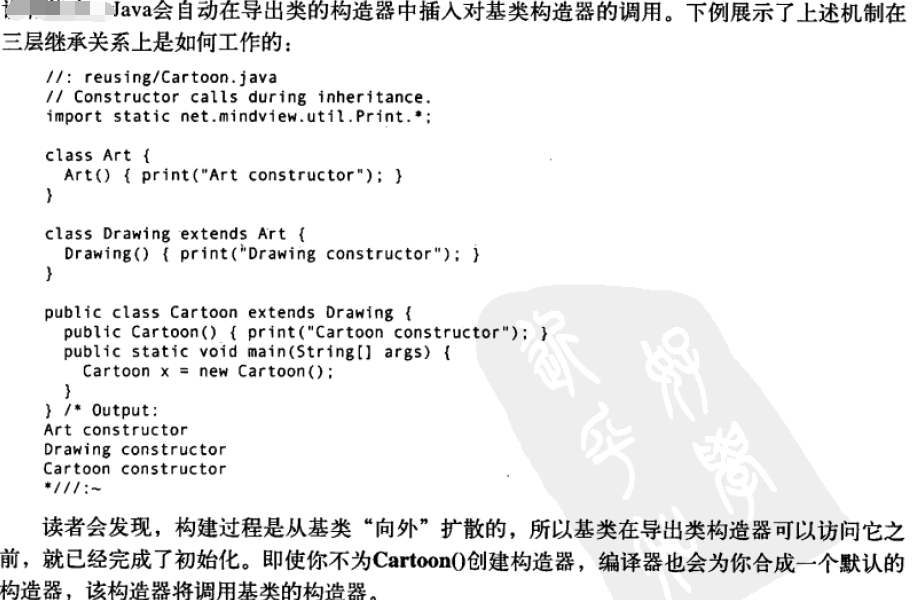 Java会自动在导出类的构造器中插入对基类构造器的调用。下例展示了上述机制在
三层继承关系上是如何工作的：
//: reusing/Cartoon.java
// Constructor calls during inheritance.
import static net.mindview.util.Print.*;
class Art {
Art() { print("Art constructor"); }
}
class Drawing extends Art {
Drawing() { print("Drawing constructor"); }
}
public class Cartoon extends Drawing {
public Cartoon() { print("Cartoon constructor"); }
public static void main(String[] args) {
Cartoon x = new Cartoon();
}
} /* Output:
Art constructor
Drawing constructor
Cartoon constructor
*///:~
读者会发现，构建过程是从基类“向外”扩散的，所以基类在导出类构造器可以访问它之
前，就已经完成了初始化。即使你不为Cartoon()创建构造器，编译器也会为你合成一个默认的
构造器，该构造器将调用基类的构造器。